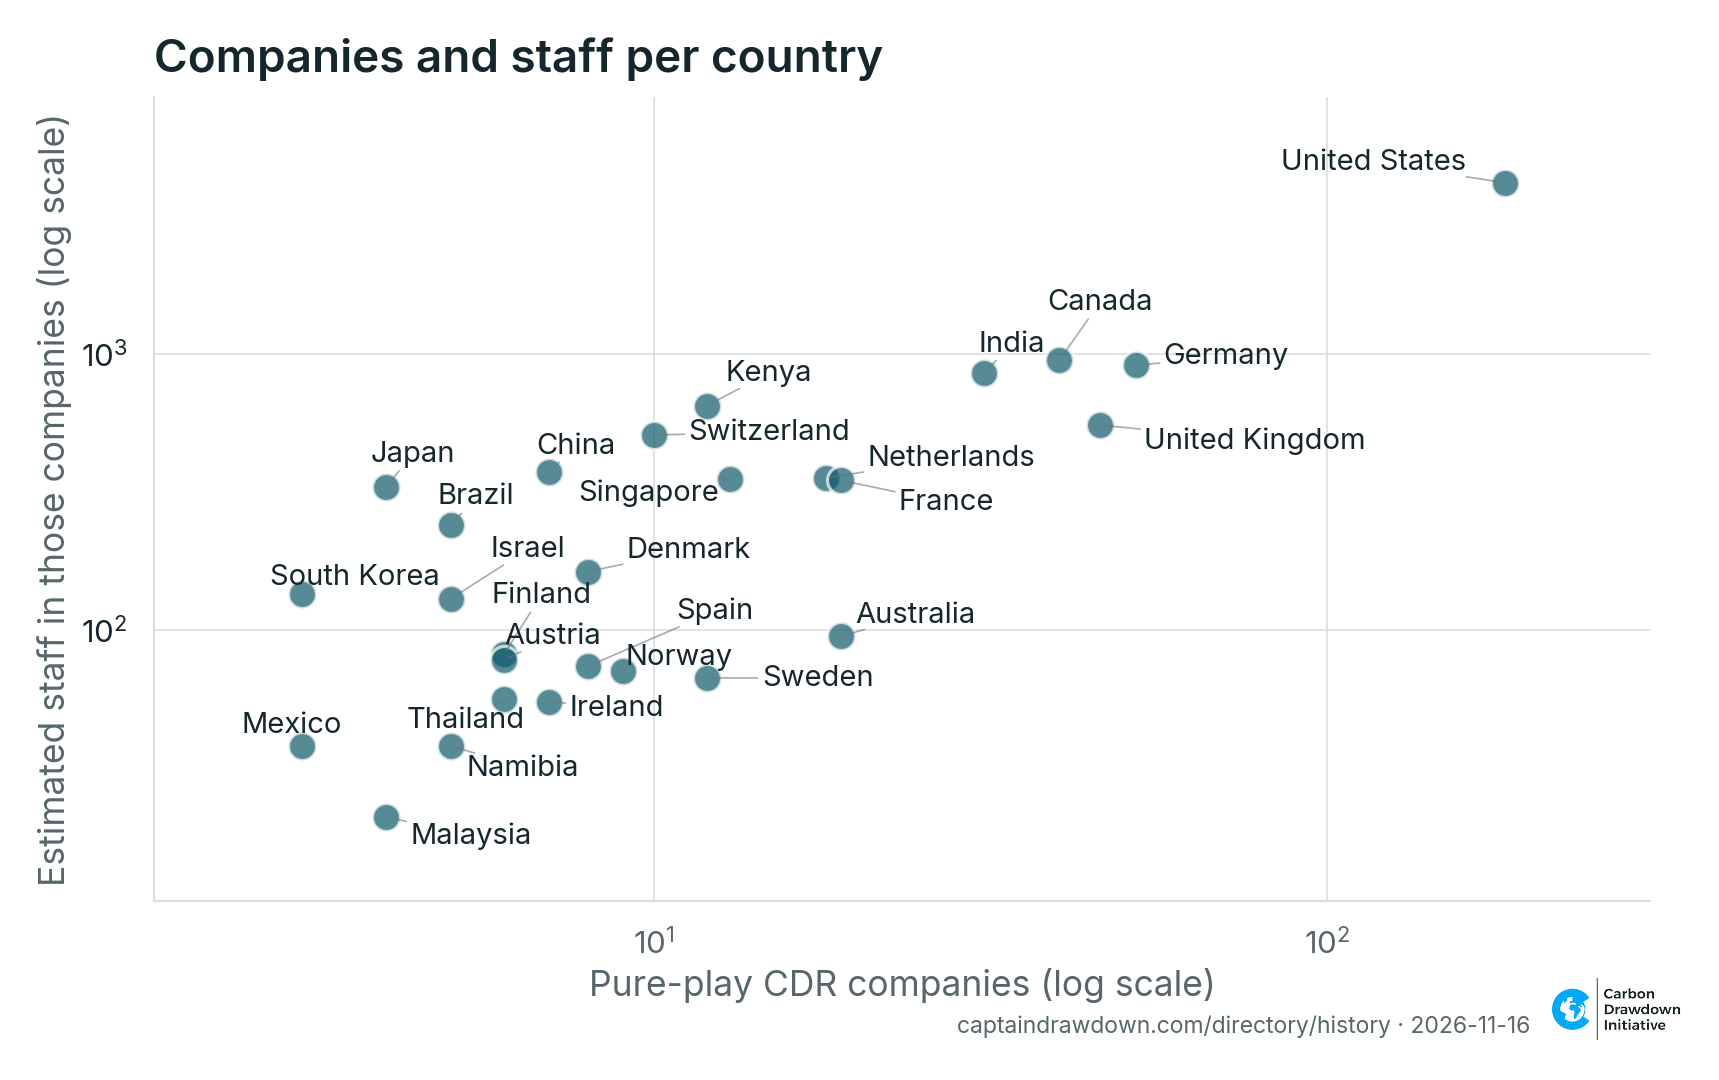 Companies and staff per country
Estimated staff in those companies (log scale)
10³
10²
United States
Canada
India
Germany
Kenya
Switzerland
United Kingdom
Japan
China
Netherlands
Brazil
Singapore
France
Israel
Denmark
South Korea
Finland
Spain
Australia
Austria
Norway
Sweden
Ireland
Thailand
Mexico
Namibia
Malaysia
10¹
10²
Pure-play CDR companies (log scale)
captaindrawdown.com/directory/history · 2026-11-16
Carbon
Drawdown
Initiative